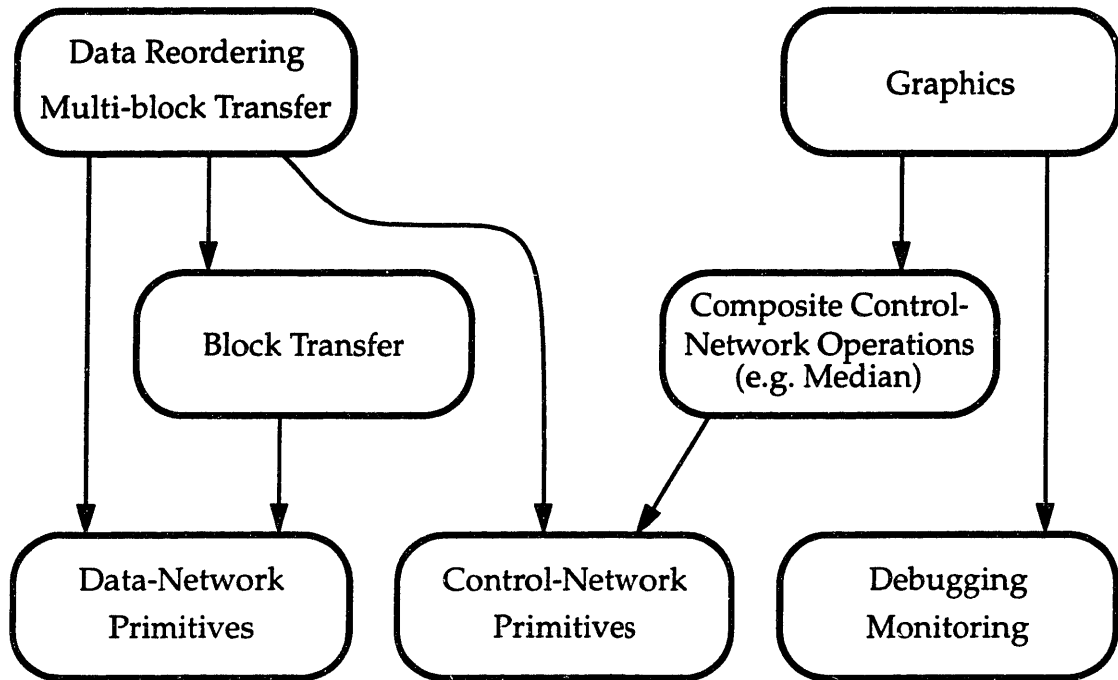 Data Reordering
Multi-block Transfer
Graphics
Block Transfer
Composite Control-
Network Operations
(e.g. Median)
Data-Network
Primitives
Control-Network
Primitives
Debugging
Monitoring